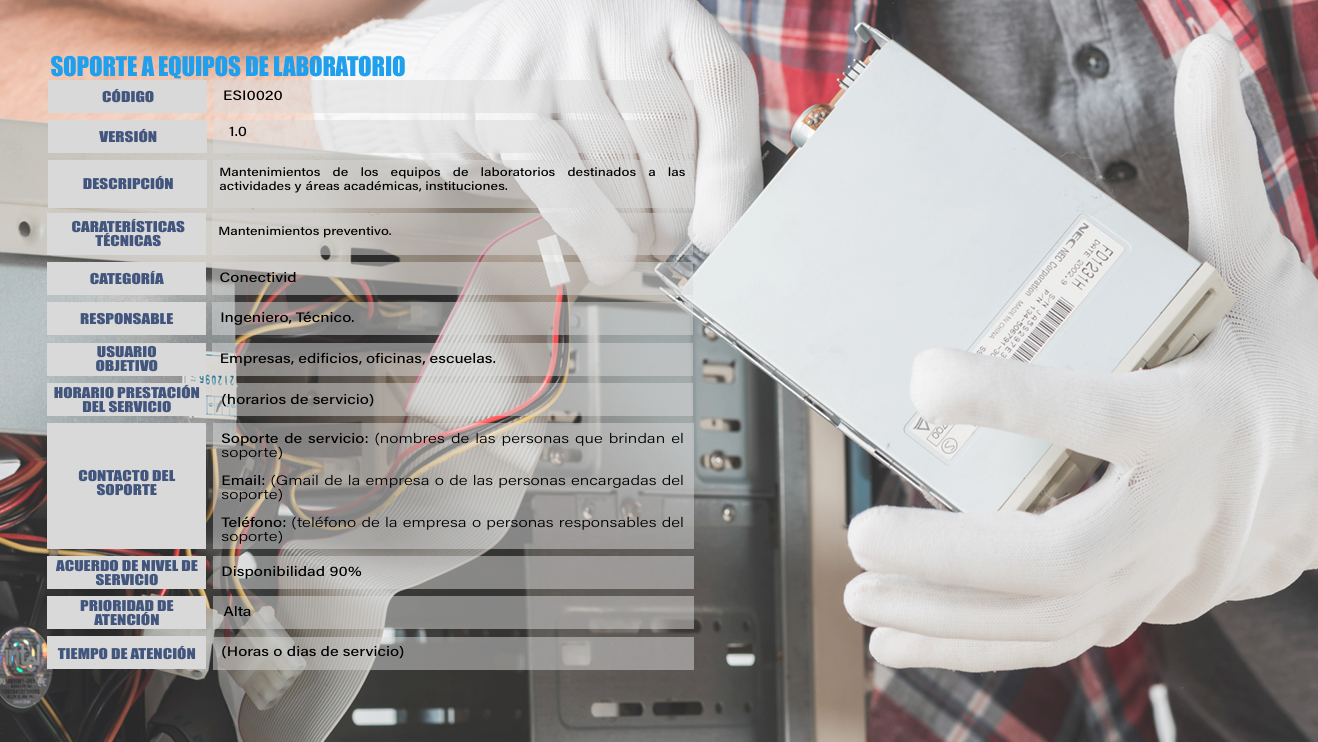 SOPORTE A EQUIPOS DE LABORATORIO
CÓDIGO
ESI0020
VERSIÓN
1.0
DESCRIPCIÓN
Mantenimientos de los equipos de laboratorios destinados a las
actividades y áreas académicas, instituciones.
CARATERÍSTICAS
TÉCNICAS
Mantenimientos preventivo.
CATEGORÍA
Conectivid
RESPONSABLE
Ingeniero, Técnico.
USUARIO
OBJETIVO
Empresas, edificios, oficinas, escuelas.
HORARIO PRESTACIÓN
DEL SERVICIO
(horarios de servicio)
CONTACTO DEL
SOPORTE
Soporte de servicio: (nombres de las personas que brindan el
soporte)
Email: (Gmail de la empresa o de las personas encargadas del
soporte)
Teléfono: (teléfono de la empresa o personas responsables del
soporte)
ACUERDO DE NIVEL DE
SERVICIO
Disponibilidad 90%
PRIORIDAD DE
ATENCIÓN
Alta
TIEMPO DE ATENCIÓN
(Horas o dias de servicio)
NEC NEC Corporation MADE IN CHINA
FD1231H
DATE 2002.9